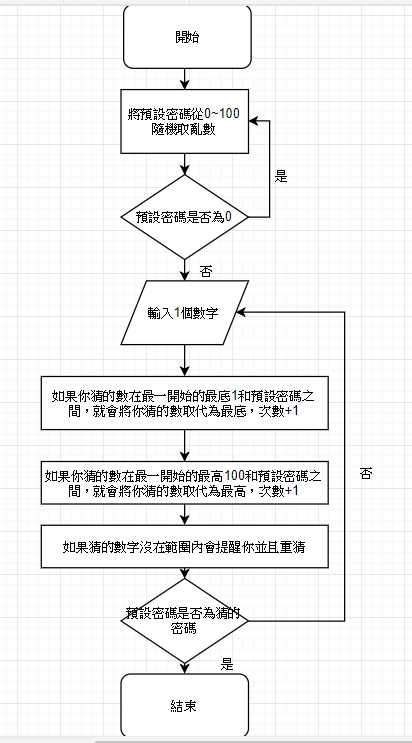 開始
將預設密碼從0~100
隨機取亂數
是
預設密碼是否為0
否
輸入1個數字
如果你猜的數在最一開始的最底1和預設密碼之
間，就會將你猜的數取代為最底，次數+1
如果你猜的數在最一開始的最高100和預設密碼之
間，就會將你猜的數取代為最高，次數+1
否
如果猜的數字沒在範圍內會提醒你並且重猜
預設密碼是否為猜的
密碼
是
結束